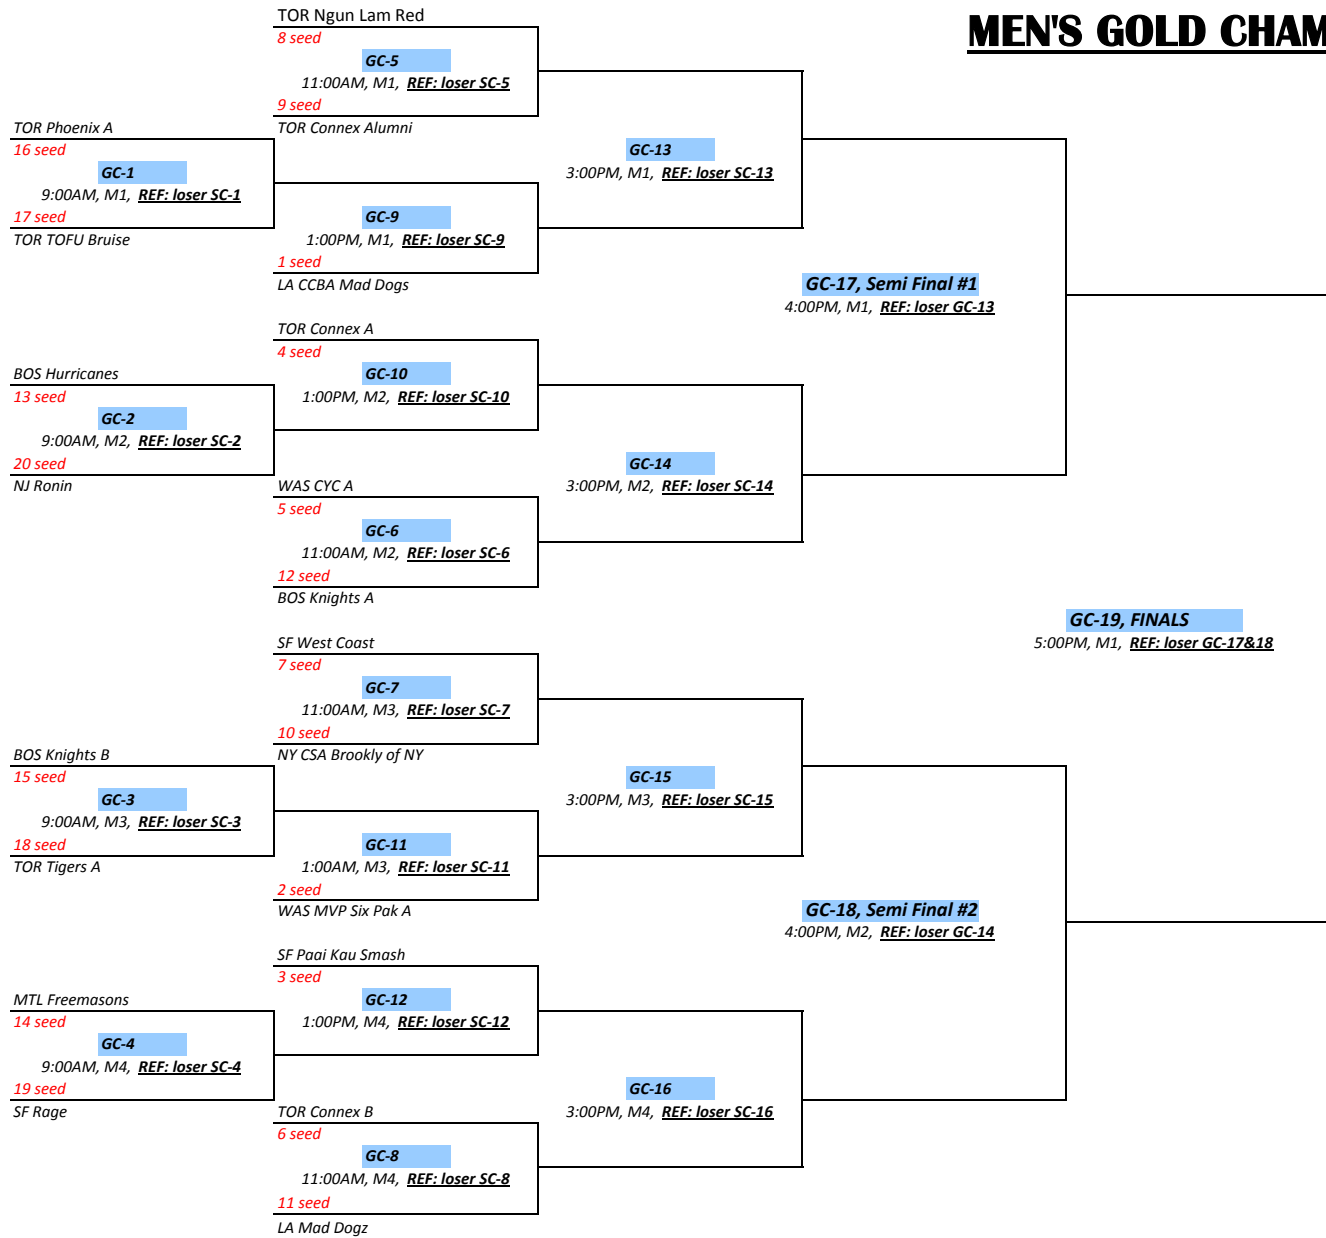 MEN'S GOLD CHAM
TOR Ngun Lam Red
8 seed
GC-5
11:00AM, M1, REF: loser SC-5
9 seed
TOR Connex Alumni
TOR Phoenix A
16 seed
GC-1
9:00AM, M1, REF: loser SC-1
17 seed
TOR TOFU Bruise
GC-13
3:00PM, M1, REF: loser SC-13
GC-9
1:00PM, M1, REF: loser SC-9
1 seed
LA CCBA Mad Dogs
GC-17, Semi Final #1
4:00PM, M1, REF: loser GC-13
TOR Connex A
4 seed
GC-10
1:00PM, M2, REF: loser SC-10
BOS Hurricanes
13 seed
GC-2
9:00AM, M2, REF: loser SC-2
20 seed
NJ Ronin
GC-14
3:00PM, M2, REF: loser SC-14
WAS CYC A
5 seed
GC-6
11:00AM, M2, REF: loser SC-6
12 seed
BOS Knights A
GC-19, FINALS
5:00PM, M1, REF: loser GC-17&18
SF West Coast
7 seed
GC-7
11:00AM, M3, REF: loser SC-7
10 seed
NY CSA Brookly of NY
BOS Knights B
15 seed
GC-3
9:00AM, M3, REF: loser SC-3
18 seed
TOR Tigers A
GC-15
3:00PM, M3, REF: loser SC-15
GC-11
1:00AM, M3, REF: loser SC-11
2 seed
WAS MVP Six Pak A
GC-18, Semi Final #2
4:00PM, M2, REF: loser GC-14
SF Paai Kau Smash
3 seed
GC-12
1:00PM, M4, REF: loser SC-12
MTL Freemasons
14 seed
GC-4
9:00AM, M4, REF: loser SC-4
19 seed
SF Rage
GC-16
3:00PM, M4, REF: loser SC-16
TOR Connex B
6 seed
GC-8
11:00AM, M4, REF: loser SC-8
11 seed
LA Mad Dogz